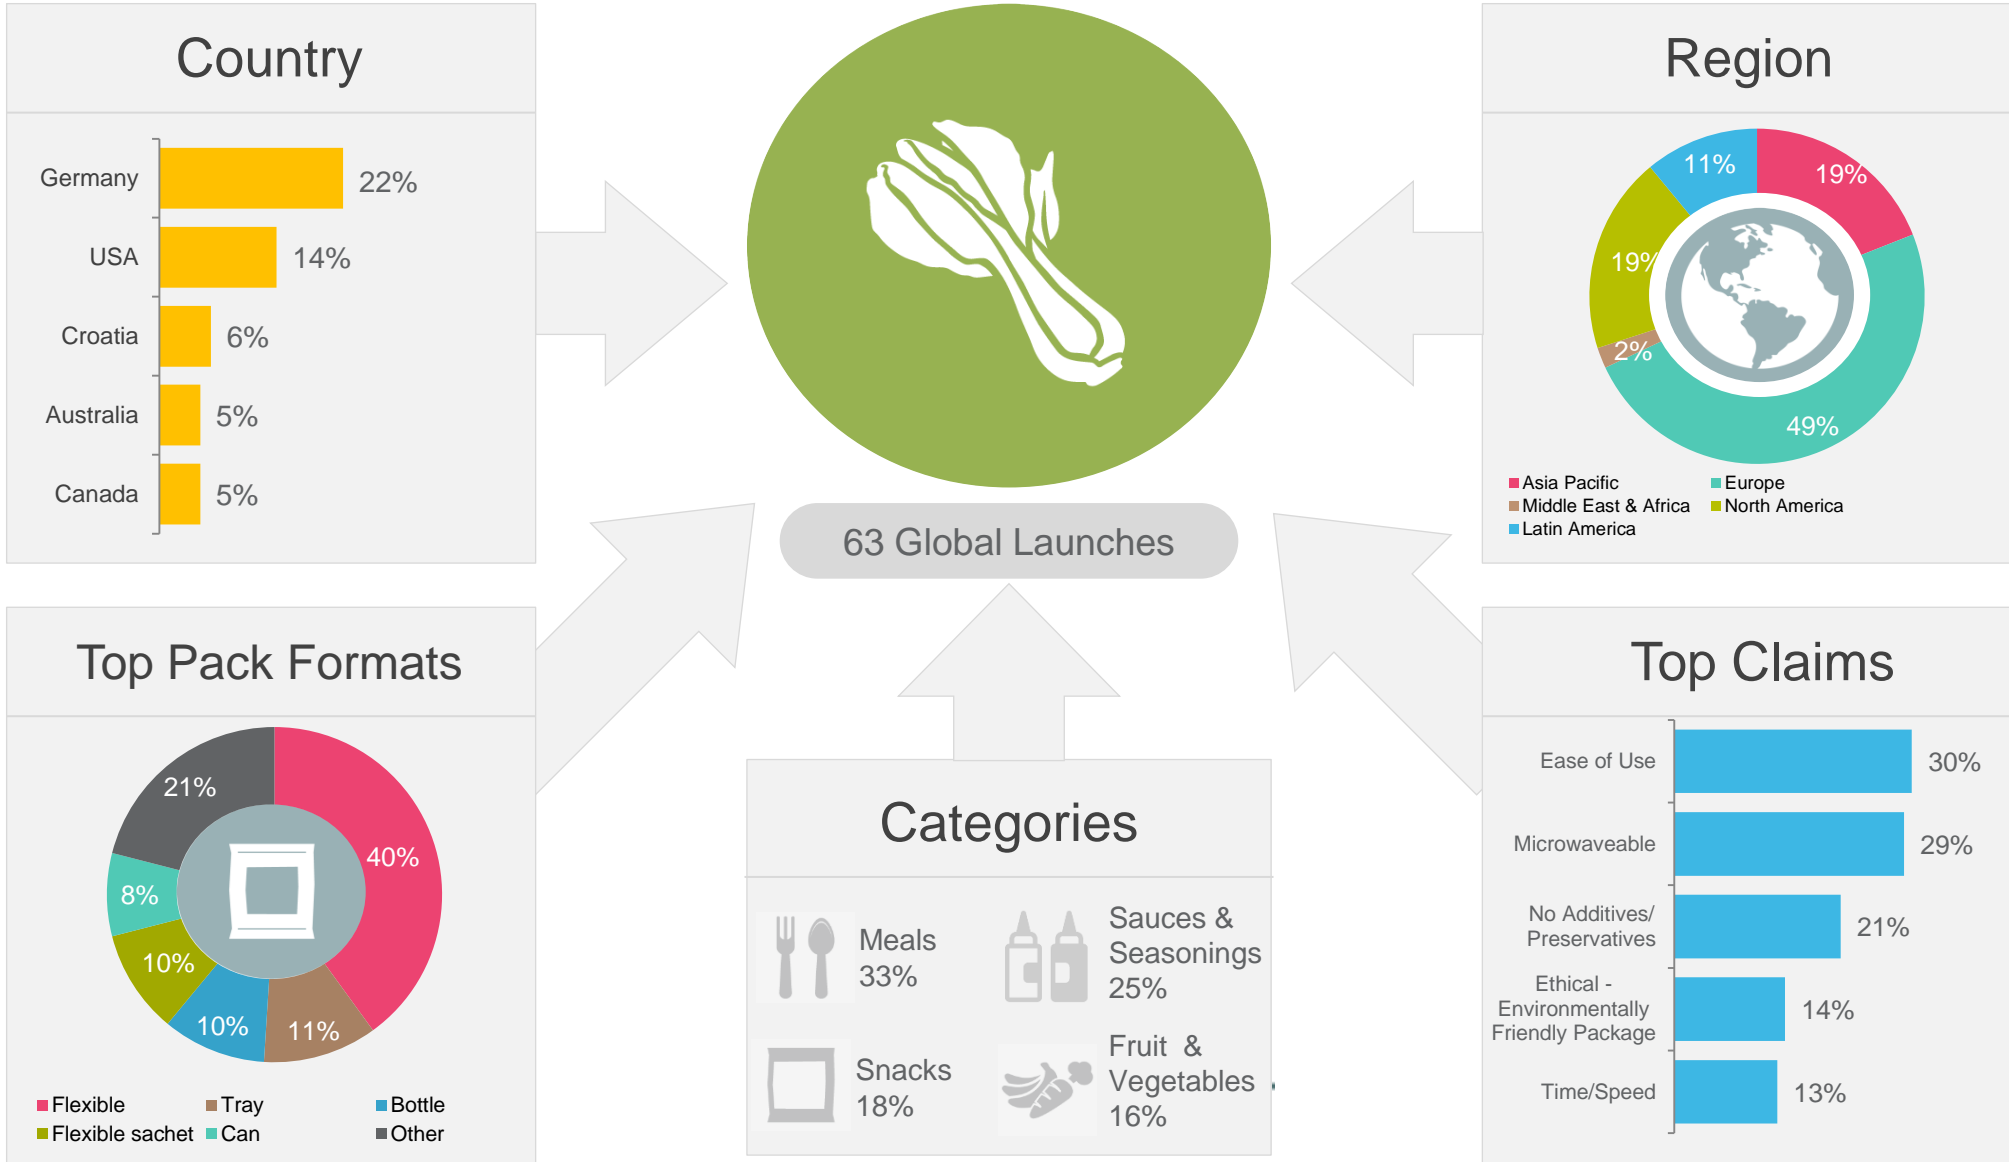 Country
Germany
22%
USA
14%
Croatia
6%
Australia
5%
Canada
5%
63 Global Launches
Region
11%
19%
19%
2%
49%
Asia Pacific
Europe
Middle East & Africa
North America
Latin America
Top Pack Formats
21%
40%
8%
10%
10%
11%
Flexible
Tray
Bottle
Flexible sachet
Can
Other
Categories
Meals
33%
Sauces &
Seasonings
25%
Snacks
18%
Fruit &
Vegetables
16%
Top Claims
Ease of Use
30%
Microwaveable
29%
No Additives/
Preservatives
21%
Ethical -
Environmentally
Friendly Package
14%
Time/Speed
13%